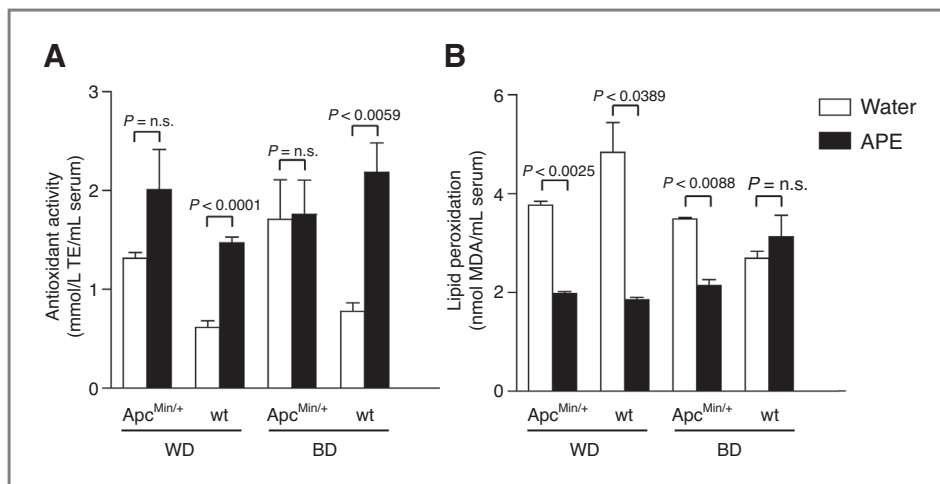 A
Antioxidant activity
(mmol/L TE/mL serum)
3
2
1
0
P = n.s.
P < 0.0001
P = n.s.
P < 0.0059
Apc^Min/+ wt Apc^Min/+ wt
WD BD
B
Lipid peroxidation
(nmol MDA/mL serum)
6
4
2
0
P < 0.0025
P < 0.0389
P < 0.0088
P = n.s.
Apc^Min/+ wt Apc^Min/+ wt
WD BD
Water
APE